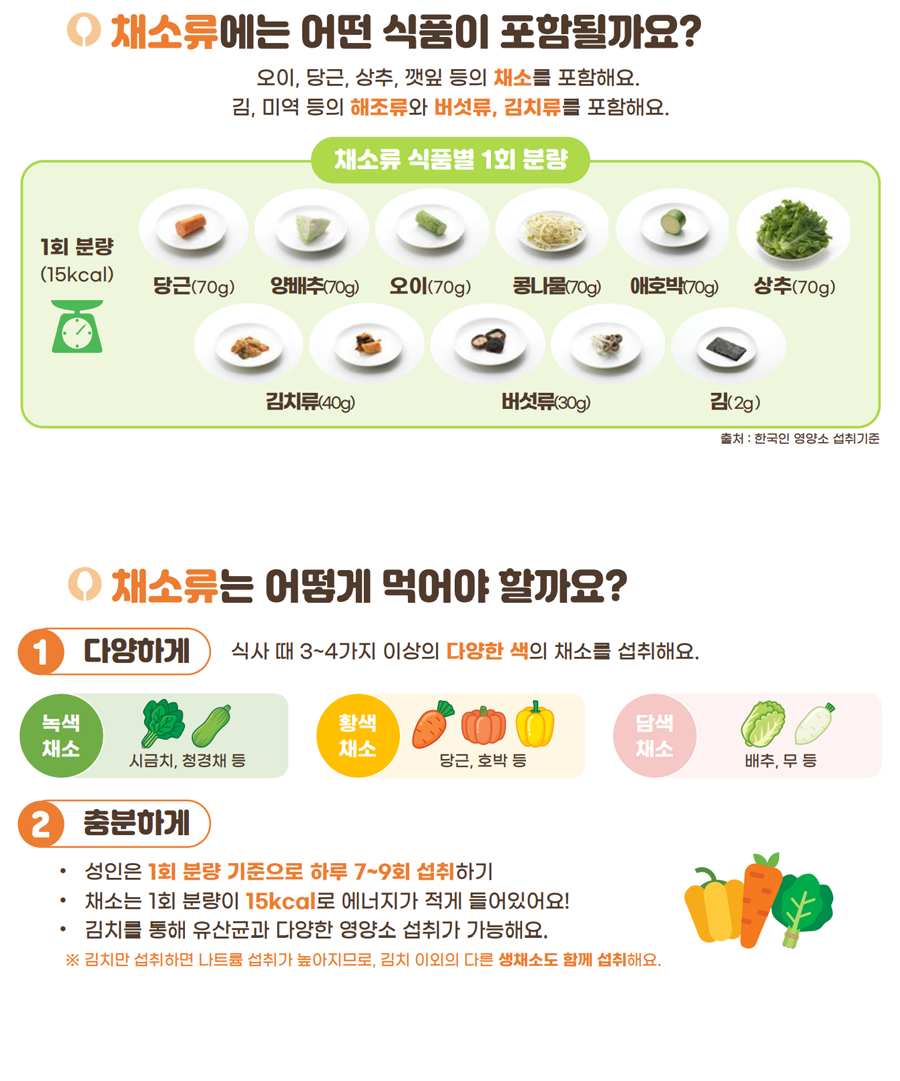 채소류에는 어떤 식품이 포함될까요?
오이, 당근, 상추, 깻잎 등의 채소를 포함해요.
김, 미역 등의 해조류와 버섯류, 김치류를 포함해요.
채소류 식품별 1회 분량
1회 분량
(15kcal)
당근(70g) 양배추(70g) 오이(70g) 콩나물(70g) 애호박(70g) 상추(70g)
김치류(40g) 버섯류(30g) 김(2g)
출처 : 한국인 영양소 섭취기준
채소류는 어떻게 먹어야 할까요?
1 다양하게 식사 때 3~4가지 이상의 다양한 색의 채소를 섭취해요.
녹색
채소
시금치, 청경채 등
황색
채소
당근, 호박 등
담색
채소
배추, 무 등
2 충분하게
• 성인은 1회 분량 기준으로 하루 7~9회 섭취하기
• 채소는 1회 분량이 15kcal로 에너지가 적게 들어있어요!
• 김치를 통해 유산균과 다양한 영양소 섭취가 가능해요.
※ 김치만 섭취하면 나트륨 섭취가 높아지므로, 김치 이외의 다른 생채소도 함께 섭취해요.